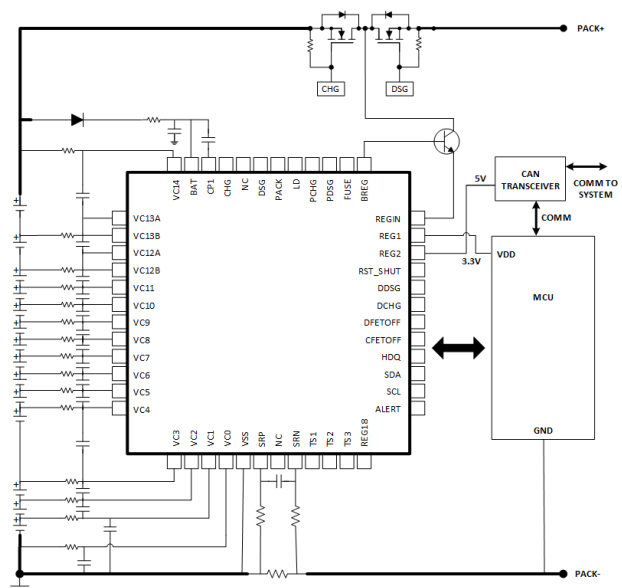 PACK+
CHG
DSG
VC14
BAT
CP1
CHG
NC
DSG
PACK
LD
PCHG
PDSG
FUSE
BREG
CAN
TRANSCEIVER
COMM TO
SYSTEM
5V
COMM
VC13A
VC13B
VC12A
VC12B
VC11
VC10
VC9
VC8
VC7
VC6
VC5
VC4
REGIN
REG1
REG2
RST_SHUT
DDSG
DCHG
DFETOFF
CFETOFF
HDQ
SDA
SCL
ALERT
3.3V
VDD
MCU
GND
VC3
VC2
VC1
VC0
VSS
SRP
NC
SRN
TS1
TS2
TS3
REG18
PACK-